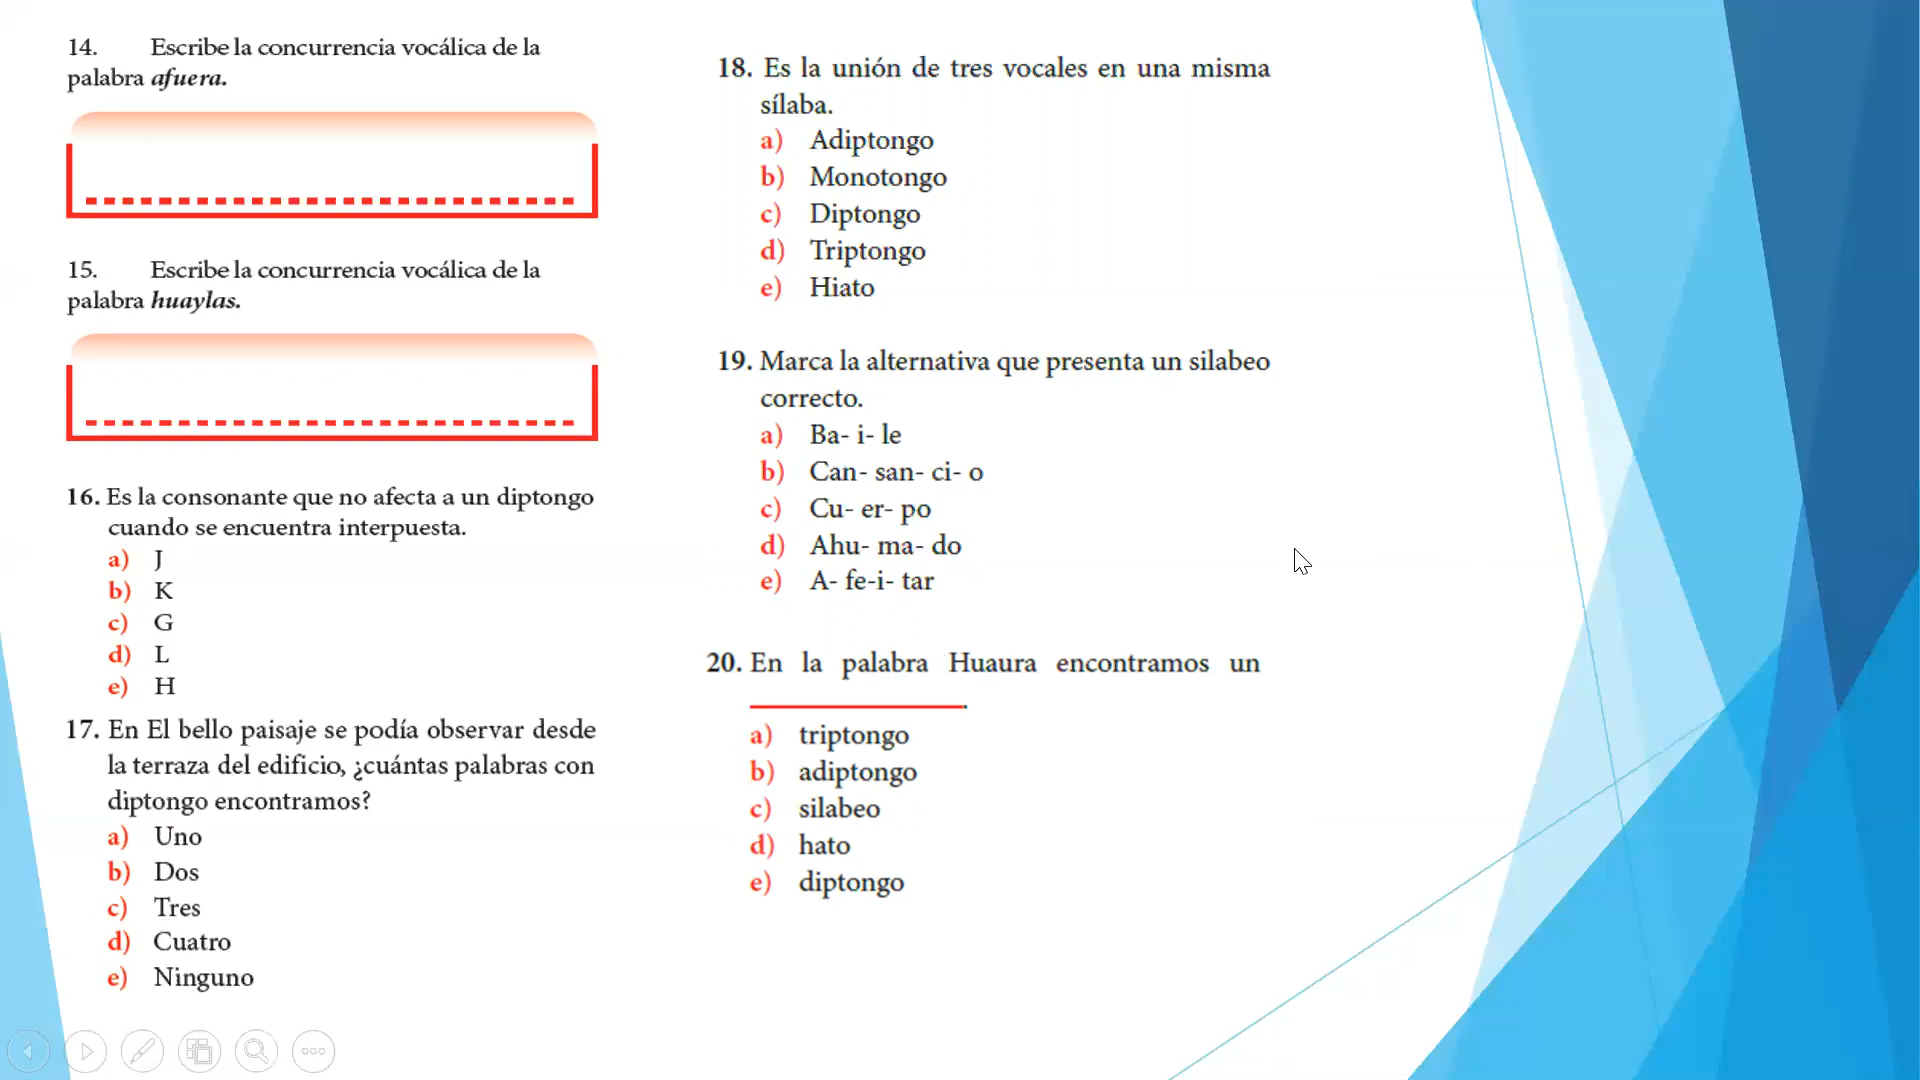 14. Escribe la concurrencia vocálica de la
palabra afuera.
15. Escribe la concurrencia vocálica de la
palabra huaylas.
16. Es la consonante que no afecta a un diptongo
cuando se encuentra interpuesta.
a) J
b) K
c) G
d) L
e) H
17. En El bello paisaje se podía observar desde
la terraza del edificio, ¿cuántas palabras con
diptongo encontramos?
a) Uno
b) Dos
c) Tres
d) Cuatro
e) Ninguno
18. Es la unión de tres vocales en una misma
sílaba.
a) Adiptongo
b) Monotongo
c) Diptongo
d) Triptongo
e) Hiato
19. Marca la alternativa que presenta un silabeo
correcto.
a) Ba- i- le
b) Can- san- ci- o
c) Cu- er- po
d) Ahu- ma- do
e) A- fe-i- tar
20. En la palabra Huaura encontramos un
.
a) triptongo
b) adiptongo
c) silabeo
d) hato
e) diptongo